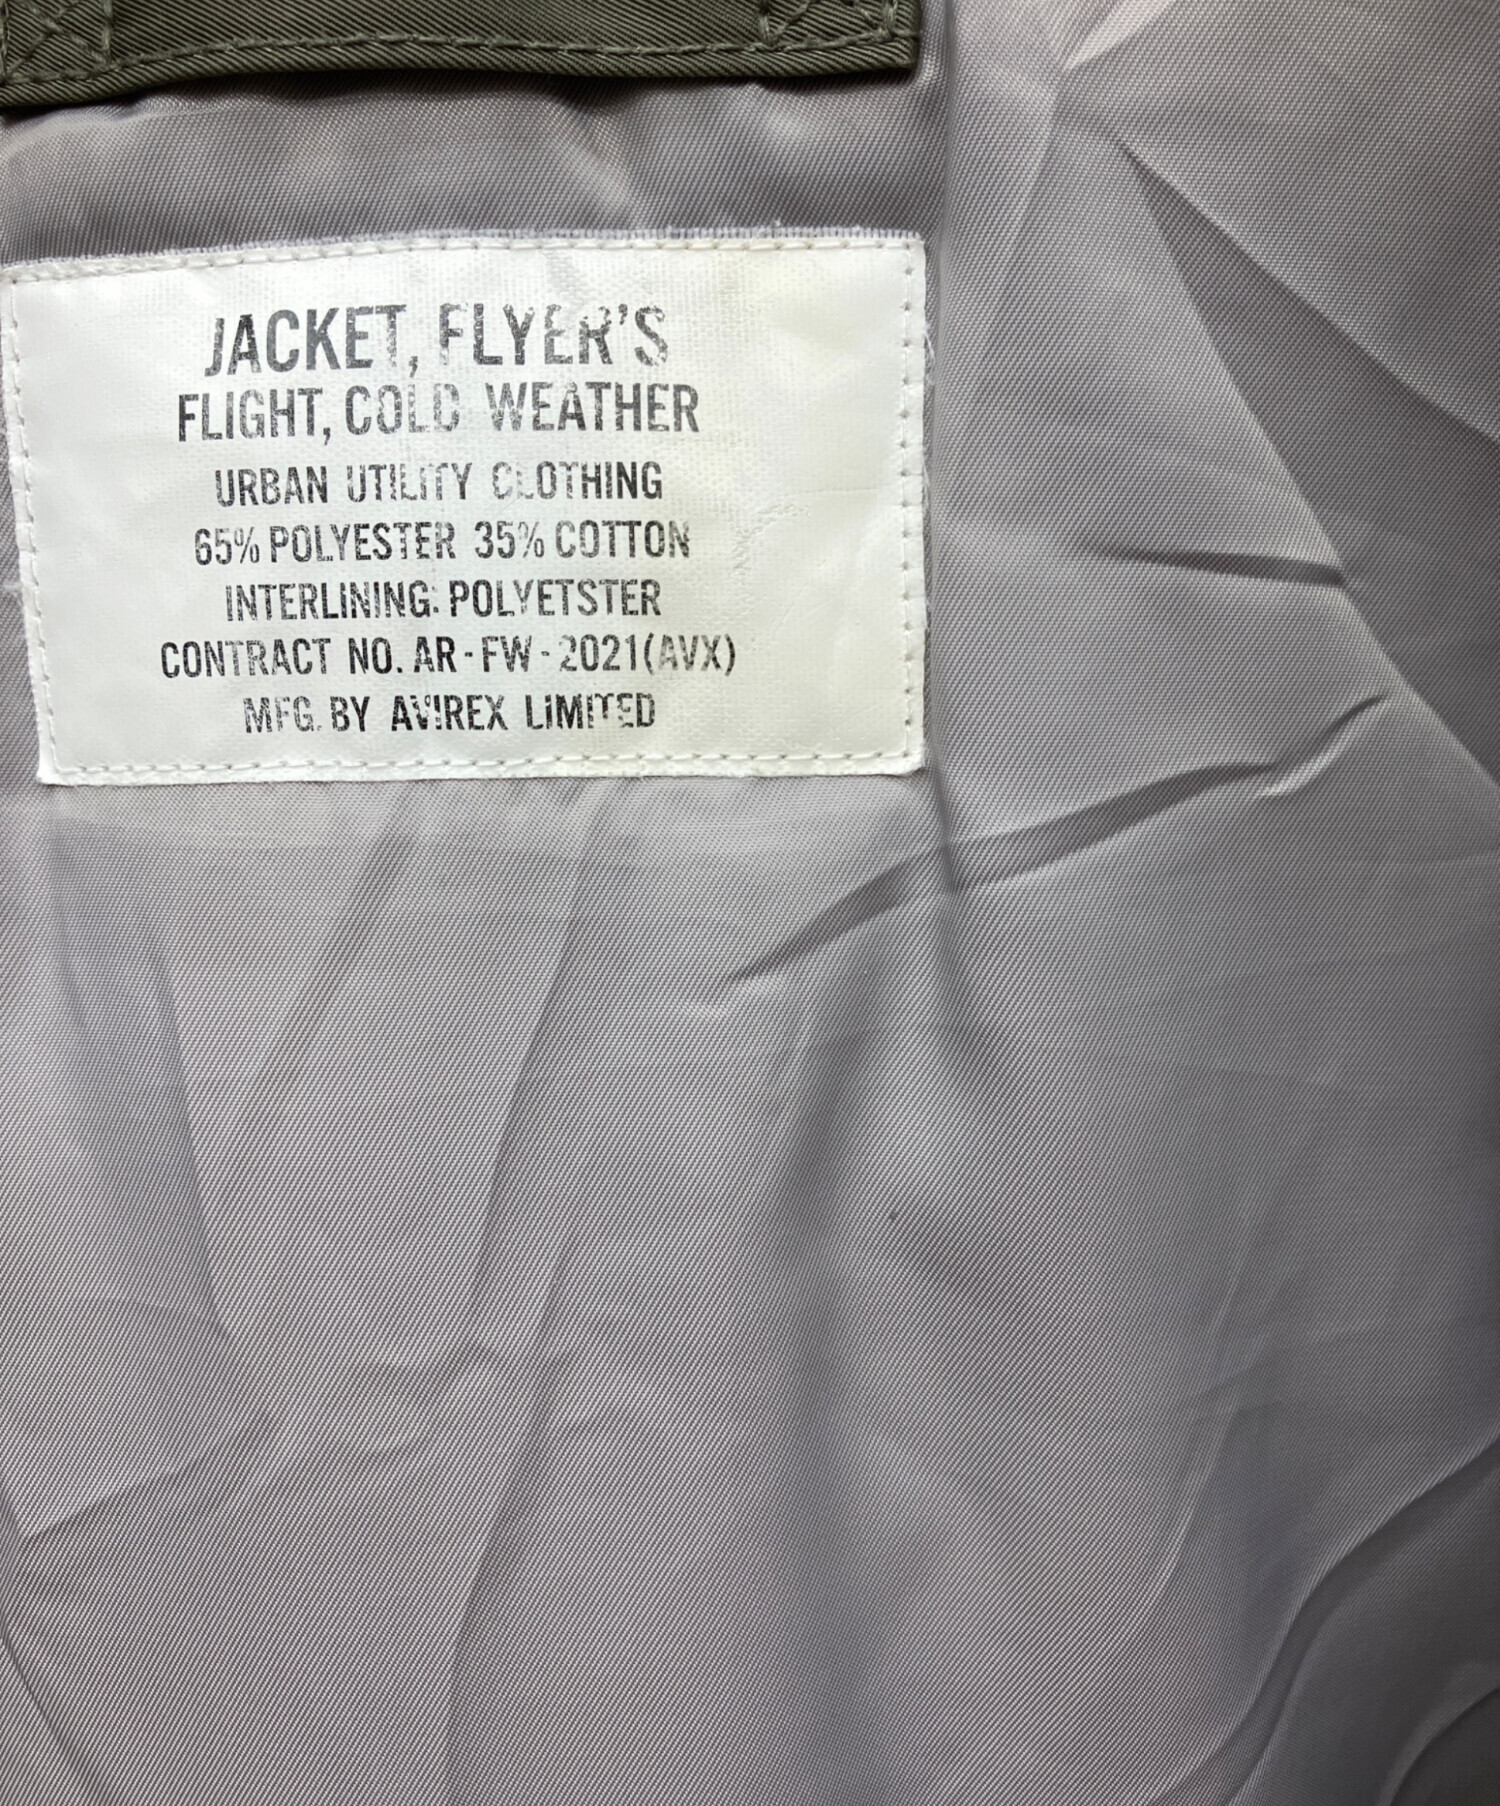 JACKET, FLYER'S
FLIGHT, COLD WEATHER
URBAN UTILITY CLOTHING
65% POLYESTER 35% COTTON
INTERLINING: POLYETSTER
CONTRACT NO. AR-FW-2021(AVX)
MFG. BY AVIREX LIMITED